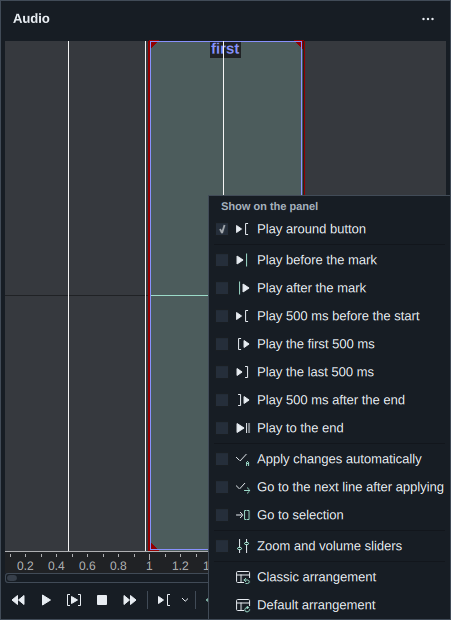 Audio
first
Show on the panel
Play around button
Play before the mark
Play after the mark
Play 500 ms before the start
Play the first 500 ms
Play the last 500 ms
Play 500 ms after the end
Play to the end
Apply changes automatically
Go to the next line after applying
Go to selection
Zoom and volume sliders
Classic arrangement
Default arrangement
0.2 0.4 0.6 0.8 1 1.2